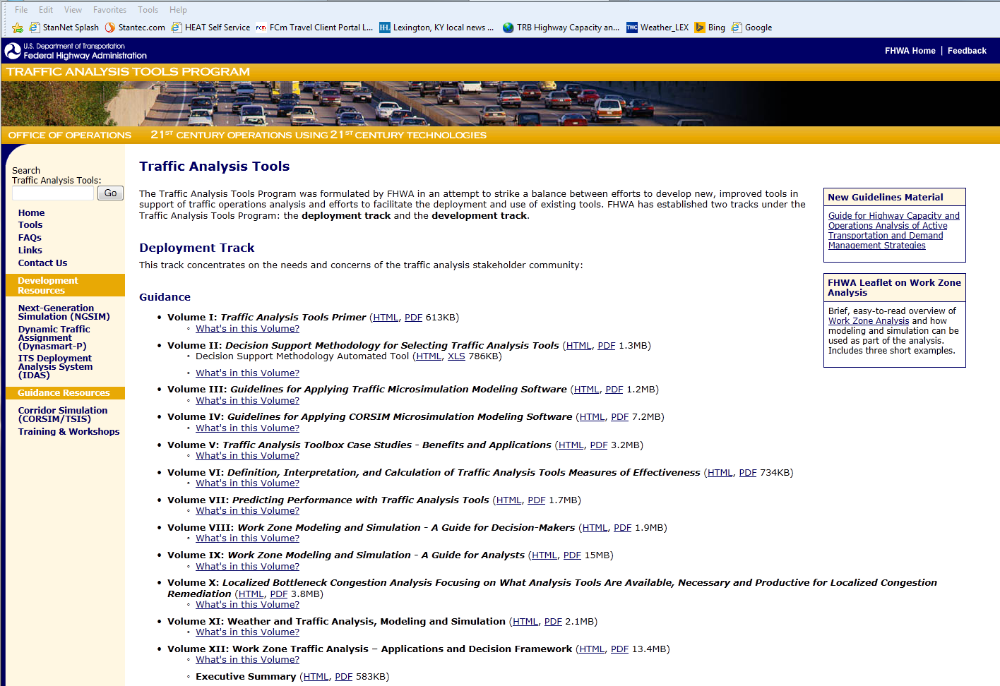 File Edit View Favorites Tools Help
StanNet Splash Stantec.com HEAT Self Service FCm Travel Client Portal L... Lexington, KY local news ... TRB Highway Capacity an... Weather_LEX Bing Google
U.S. Department of Transportation
Federal Highway Administration
FHWA Home | Feedback
TRAFFIC ANALYSIS TOOLS PROGRAM
OFFICE OF OPERATIONS 21ST CENTURY OPERATIONS USING 21ST CENTURY TECHNOLOGIES
Search
Traffic Analysis Tools:
Go
Home
Tools
FAQs
Links
Contact Us
Development
Resources
Next-Generation
Simulation (NGSIM)
Dynamic Traffic
Assignment
(Dynasmart-P)
ITS Deployment
Analysis System
(IDAS)
Guidance Resources
Corridor Simulation
(CORSIM/TSIS)
Training & Workshops
Traffic Analysis Tools
The Traffic Analysis Tools Program was formulated by FHWA in an attempt to strike a balance between efforts to develop new, improved tools in
support of traffic operations analysis and efforts to facilitate the deployment and use of existing tools. FHWA has established two tracks under the
Traffic Analysis Tools Program: the deployment track and the development track.
Deployment Track
This track concentrates on the needs and concerns of the traffic analysis stakeholder community:
Guidance
• Volume I: Traffic Analysis Tools Primer (HTML, PDF 613KB)
◦ What's in this Volume?
• Volume II: Decision Support Methodology for Selecting Traffic Analysis Tools (HTML, PDF 1.3MB)
◦ Decision Support Methodology Automated Tool (HTML, XLS 786KB)
◦ What's in this Volume?
• Volume III: Guidelines for Applying Traffic Microsimulation Modeling Software (HTML, PDF 1.2MB)
◦ What's in this Volume?
• Volume IV: Guidelines for Applying CORSIM Microsimulation Modeling Software (HTML, PDF 7.2MB)
◦ What's in this Volume?
• Volume V: Traffic Analysis Toolbox Case Studies - Benefits and Applications (HTML, PDF 3.2MB)
◦ What's in this Volume?
• Volume VI: Definition, Interpretation, and Calculation of Traffic Analysis Tools Measures of Effectiveness (HTML, PDF 734KB)
◦ What's in this Volume?
• Volume VII: Predicting Performance with Traffic Analysis Tools (HTML, PDF 1.7MB)
◦ What's in this Volume?
• Volume VIII: Work Zone Modeling and Simulation - A Guide for Decision-Makers (HTML, PDF 1.9MB)
◦ What's in this Volume?
• Volume IX: Work Zone Modeling and Simulation - A Guide for Analysts (HTML, PDF 15MB)
◦ What's in this Volume?
• Volume X: Localized Bottleneck Congestion Analysis Focusing on What Analysis Tools Are Available, Necessary and Productive for Localized Congestion
Remediation (HTML, PDF 3.8MB)
◦ What's in this Volume?
• Volume XI: Weather and Traffic Analysis, Modeling and Simulation (HTML, PDF 2.1MB)
◦ What's in this Volume?
• Volume XII: Work Zone Traffic Analysis – Applications and Decision Framework (HTML, PDF 13.4MB)
◦ What's in this Volume?
◦ Executive Summary (HTML, PDF 583KB)
New Guidelines Material
Guide for Highway Capacity and
Operations Analysis of Active
Transportation and Demand
Management Strategies
FHWA Leaflet on Work Zone
Analysis
Brief, easy-to-read overview of
Work Zone Analysis and how
modeling and simulation can be
used as part of the analysis.
Includes three short examples.